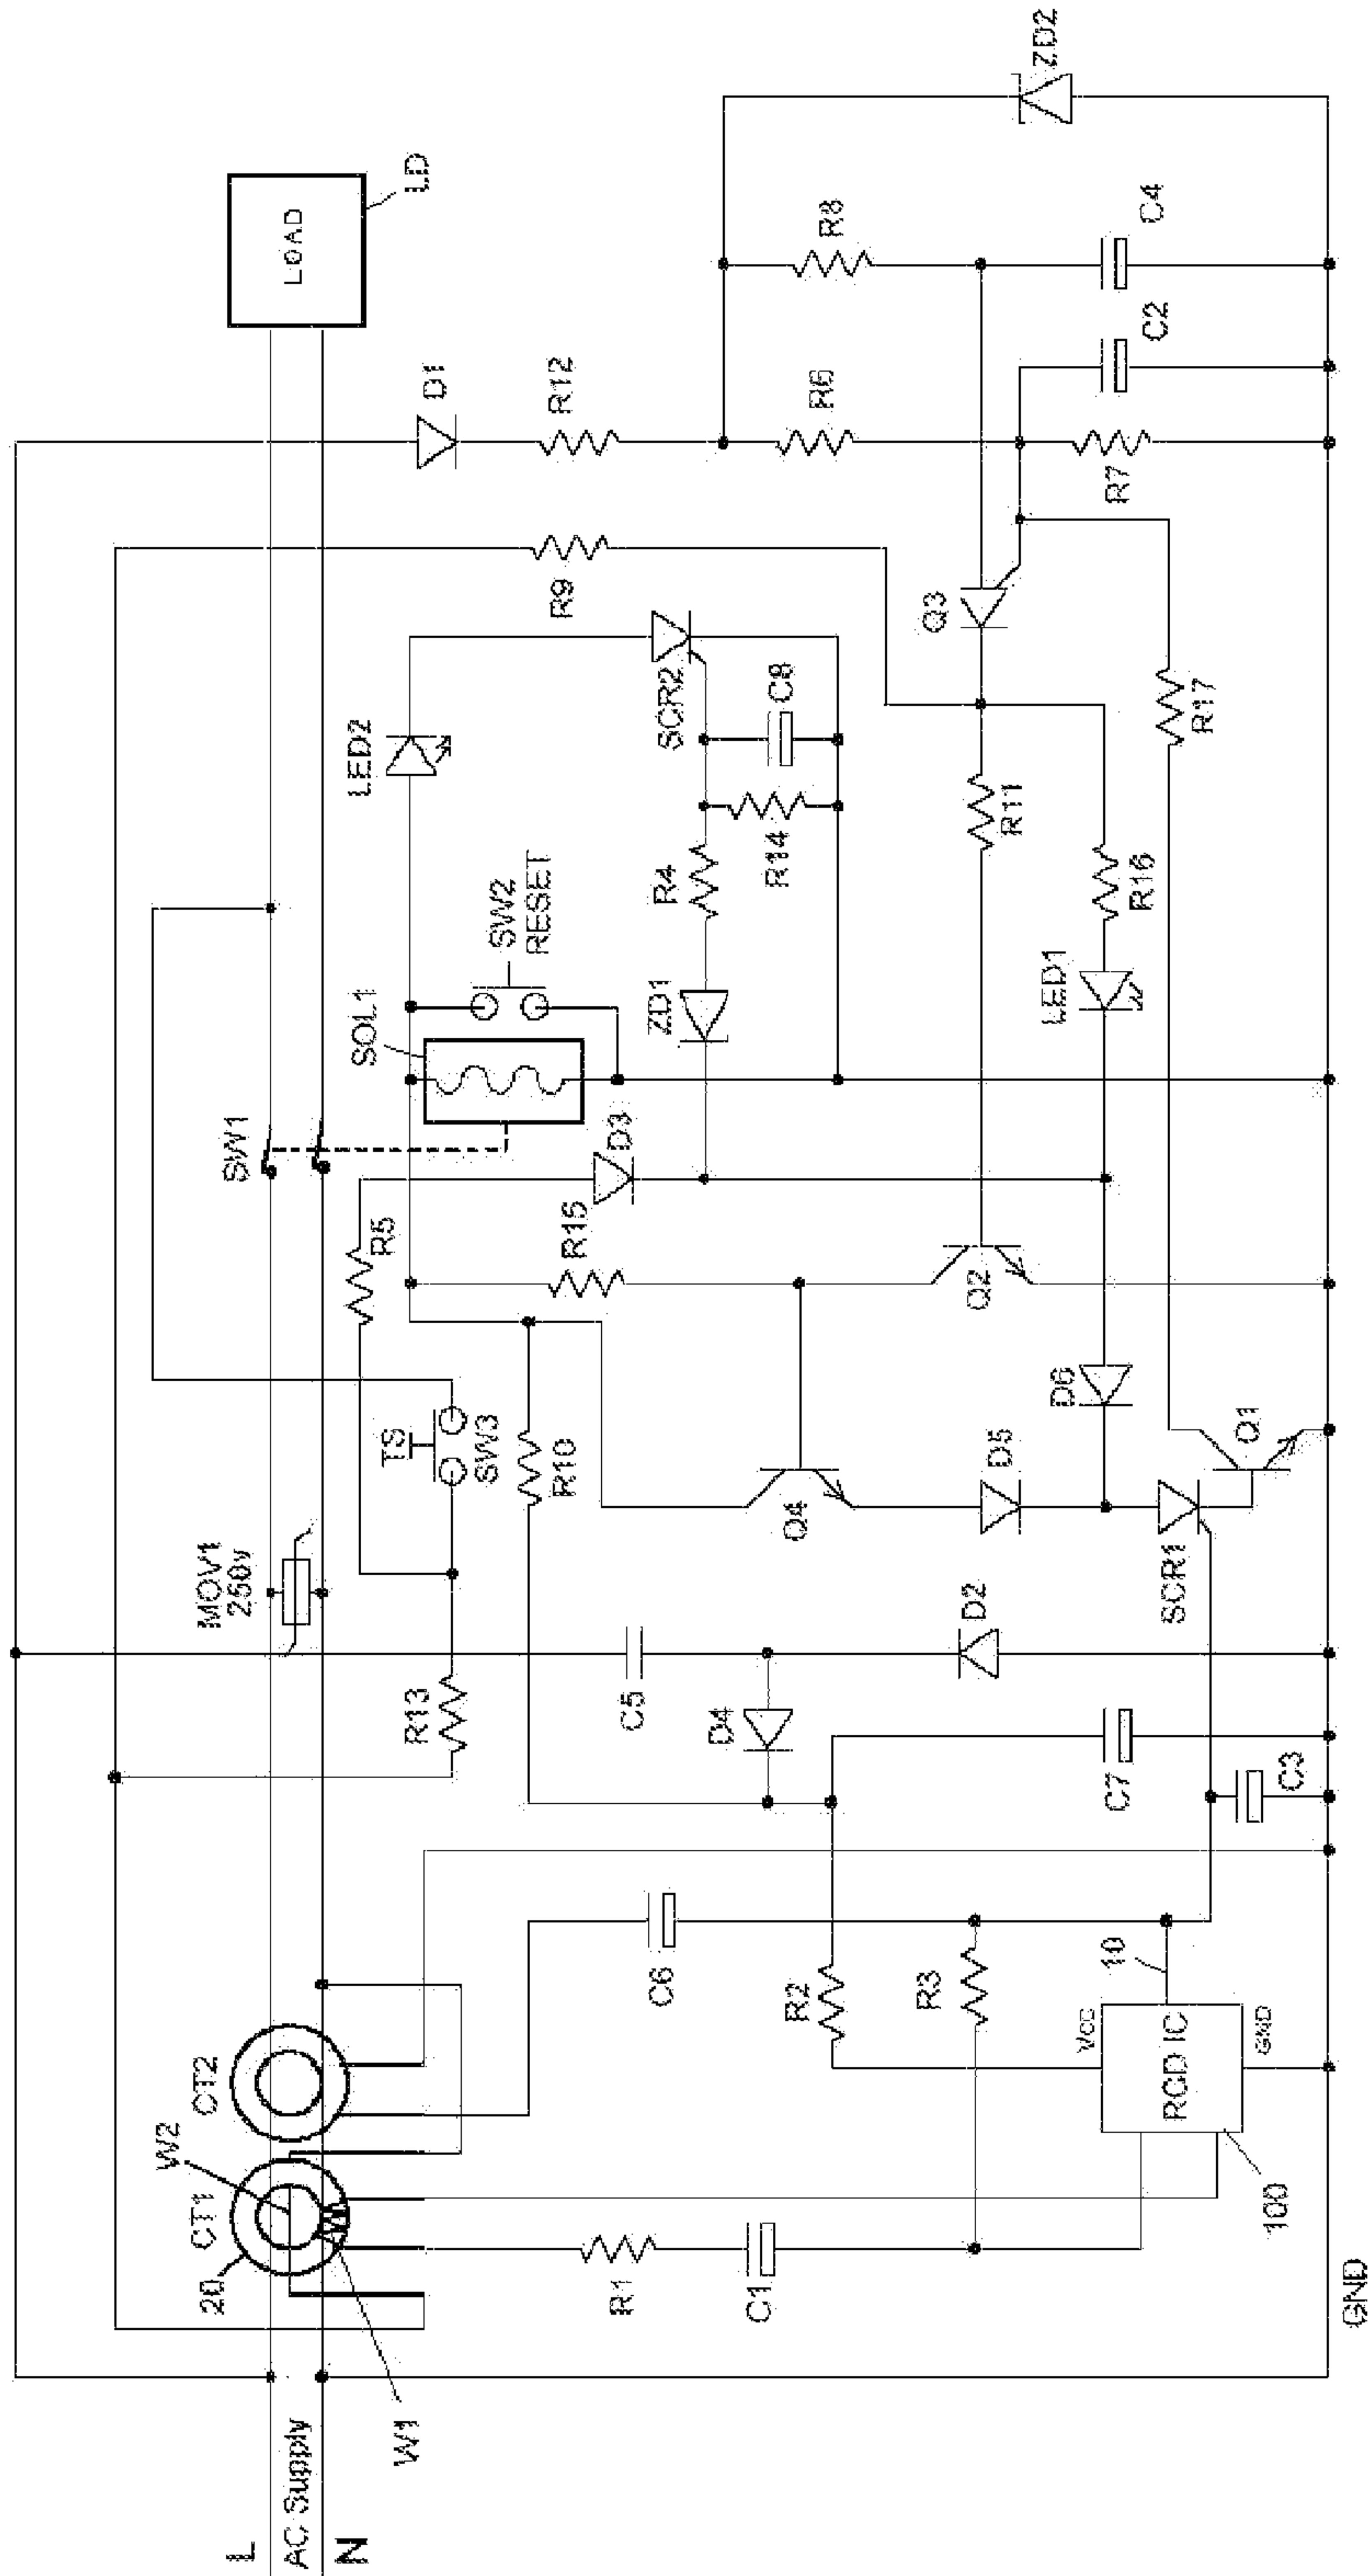 L
AC Supply
N
GND
20
CT1
W2
CT2
W1
MOV1
250v
SW1
LOAD
LD
R13
TS
SW3
R5
SOL1
SW2
RESET
LED2
R9
D1
R12
R1
C1
C6
C5
R10
R15
D3
ZD1
R4
R14
SCR2
C8
R2
R3
D4
D2
Q4
D5
Q2
R11
Q3
R6
R8
ZD2
Vcc
RCD IC
GND
10
100
C7
C3
SCR1
Q1
D6
LED1
R16
R17
R7
C2
C4